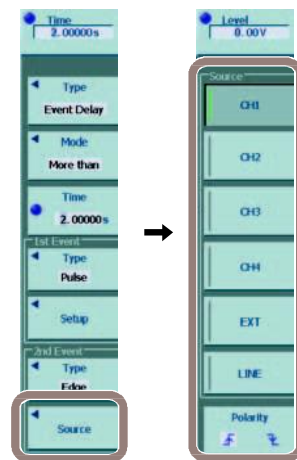 Time
2.00000s
Type
Event Delay
Mode
More than
Time
2.00000s
1st Event
Type
Pulse
Setup
2nd Event
Type
Edge
Source
Level
0.00V
Source
CH1
CH2
CH3
CH4
EXT
LINE
Polarity